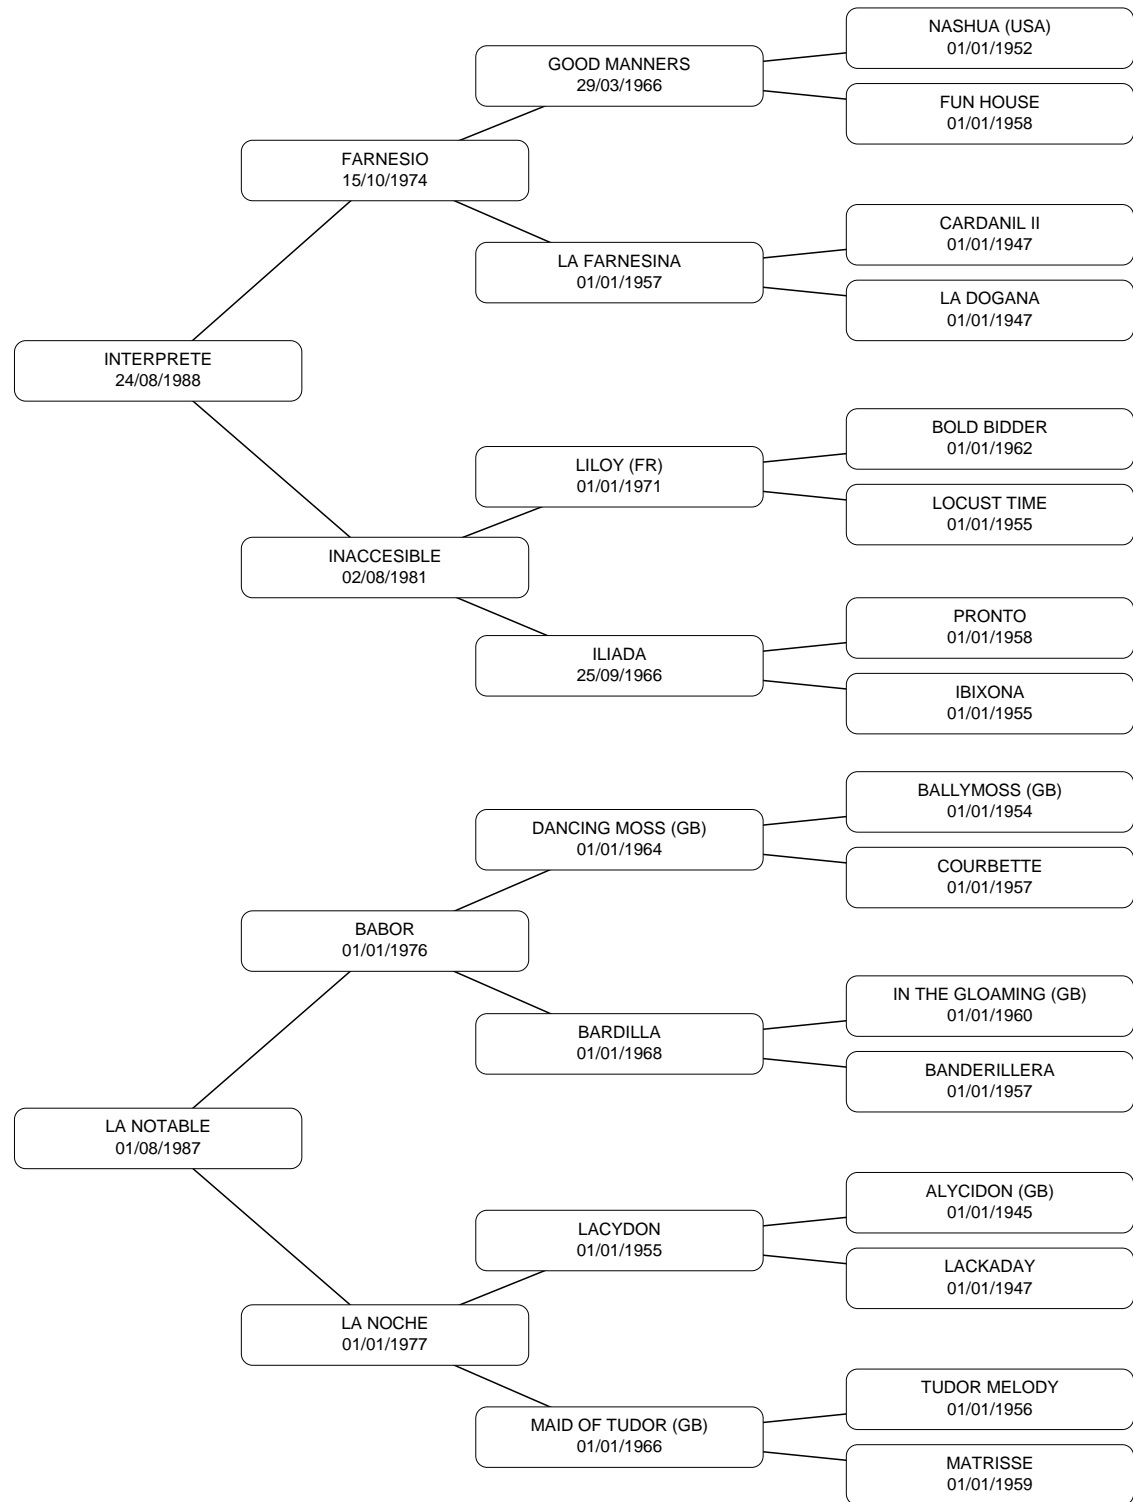 NASHUA (USA)
01/01/1952
GOOD MANNERS
29/03/1966
FUN HOUSE
01/01/1958
FARNESIO
15/10/1974
CARDANIL II
01/01/1947
LA FARNESINA
01/01/1957
LA DOGANA
01/01/1947
INTERPRETE
24/08/1988
BOLD BIDDER
01/01/1962
LILOY (FR)
01/01/1971
LOCUST TIME
01/01/1955
INACCESIBLE
02/08/1981
PRONTO
01/01/1958
ILIADA
25/09/1966
IBIXONA
01/01/1955
BALLYMOSS (GB)
01/01/1954
DANCING MOSS (GB)
01/01/1964
COURBETTE
01/01/1957
BABOR
01/01/1976
IN THE GLOAMING (GB)
01/01/1960
BARDILLA
01/01/1968
BANDERILLERA
01/01/1957
LA NOTABLE
01/08/1987
ALYCIDON (GB)
01/01/1945
LACYDON
01/01/1955
LACKADAY
01/01/1947
LA NOCHE
01/01/1977
TUDOR MELODY
01/01/1956
MAID OF TUDOR (GB)
01/01/1966
MATRISSE
01/01/1959